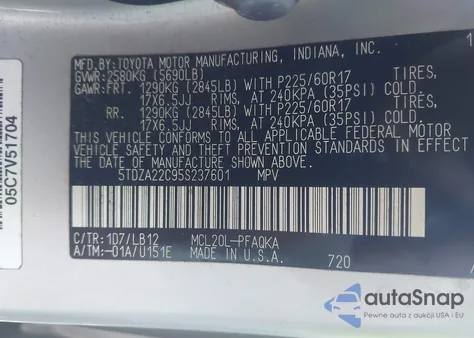 MFD.BY:TOYOTA MOTOR MANUFACTURING, INDIANA, INC.
GVWR:2580KG (5690LB)
GAWR:FRT. 1290KG (2845LB) WITH P225/60R17 TIRES,
17X6.5JJ RIMS, AT 240KPA (35PSI) COLD.
RR. 1290KG (2845LB) WITH P225/60R17 TIRES,
17X6.5JJ RIMS, AT 240KPA (35PSI) COLD.
THIS VEHICLE CONFORMS TO ALL APPLICABLE FEDERAL MOTOR
VEHICLE SAFETY STANDARDS IN EFFECT ON
THE DATE OF MANUFACTURE SHOWN ABOVE.
5TDZA22C95S237601 MPV
C/TR:1D7/LB12 MCL20L-PFAQKA
A/TM:-01A/U151E MADE IN U.S.A. 720
05C7V51704
autoSnap
Pewne auta z aukcji USA i EU